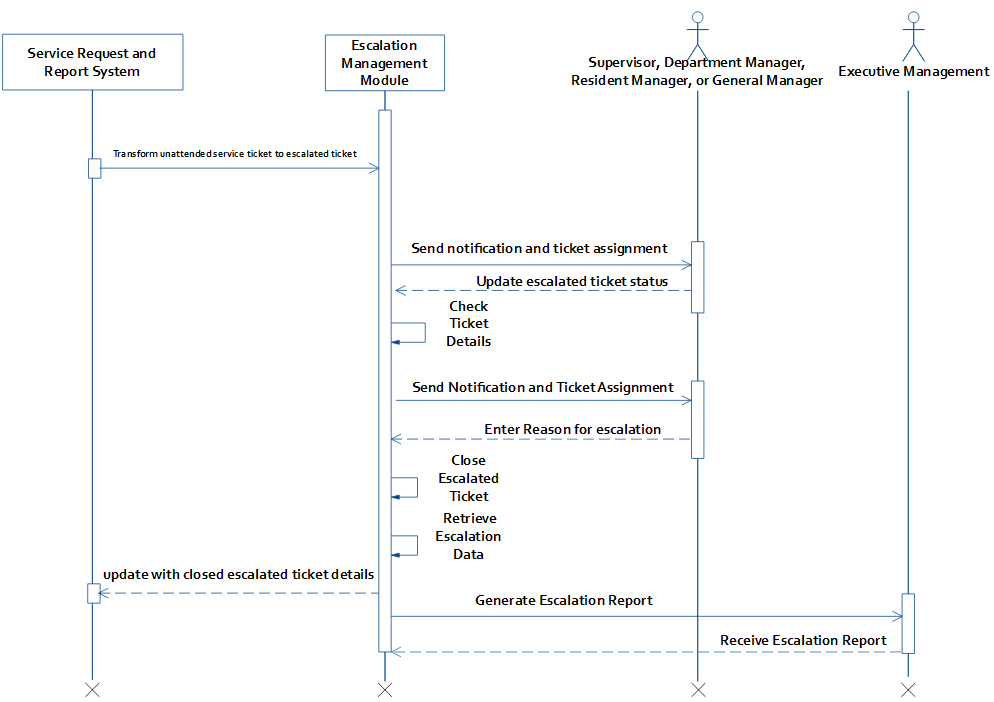 Service Request and
Report System
Escalation
Management
Module
Supervisor, Department Manager,
Resident Manager, or General Manager
Executive Management
Transform unattended service ticket to escalated ticket
Send notification and ticket assignment
Update escalated ticket status
Check
Ticket
Details
Send Notification and Ticket Assignment
Enter Reason for escalation
Close
Escalated
Ticket
Retrieve
Escalation
Data
update with closed escalated ticket details
Generate Escalation Report
Receive Escalation Report